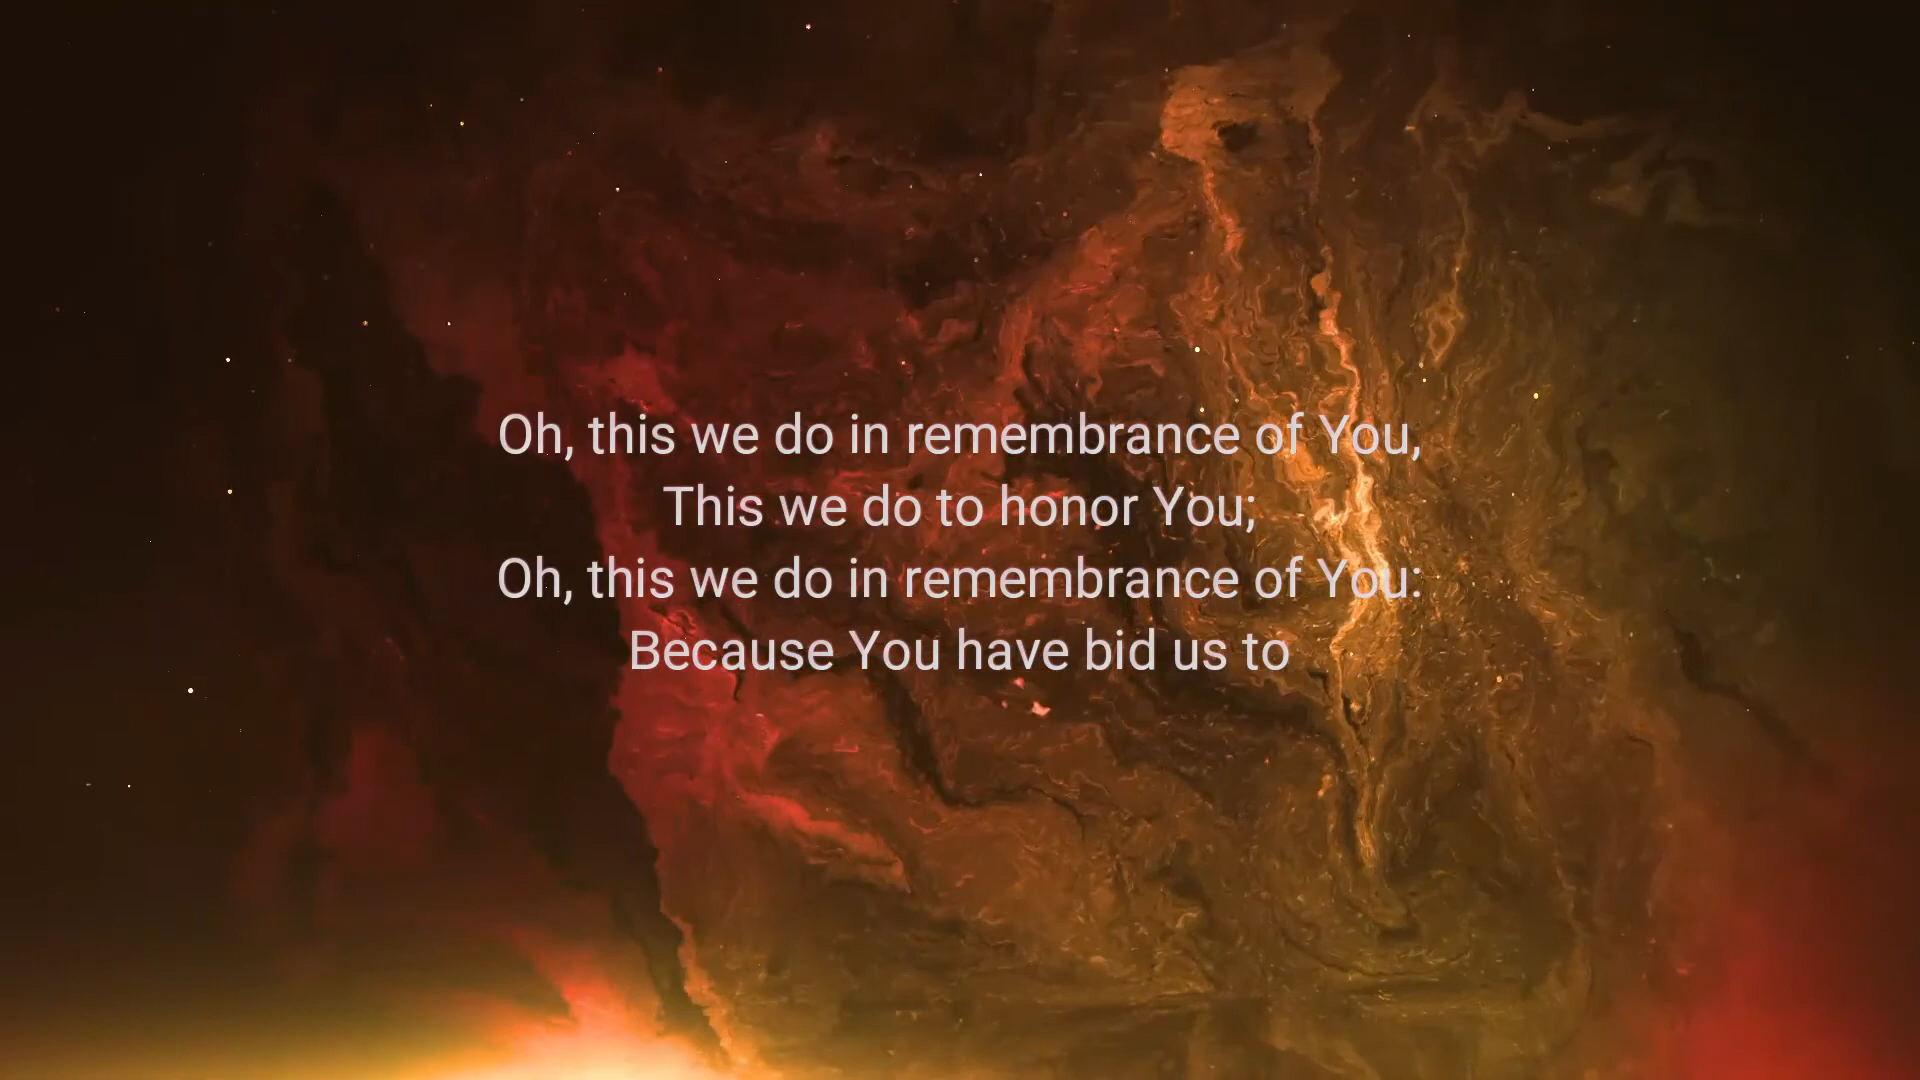 Oh, this we do in remembrance of You,
This we do to honor You;
Oh, this we do in remembrance of You:
Because You have bid us to